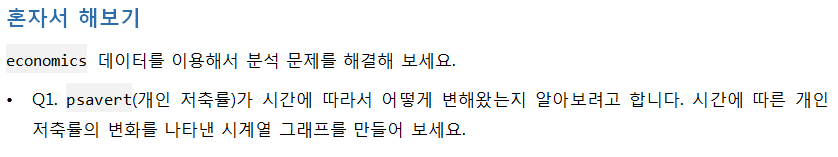 혼자서 해보기
economics 데이터를 이용해서 분석 문제를 해결해 보세요.
• Q1. psavert(개인 저축률)가 시간에 따라서 어떻게 변해왔는지 알아보려고 합니다. 시간에 따른 개인
저축률의 변화를 나타낸 시계열 그래프를 만들어 보세요.